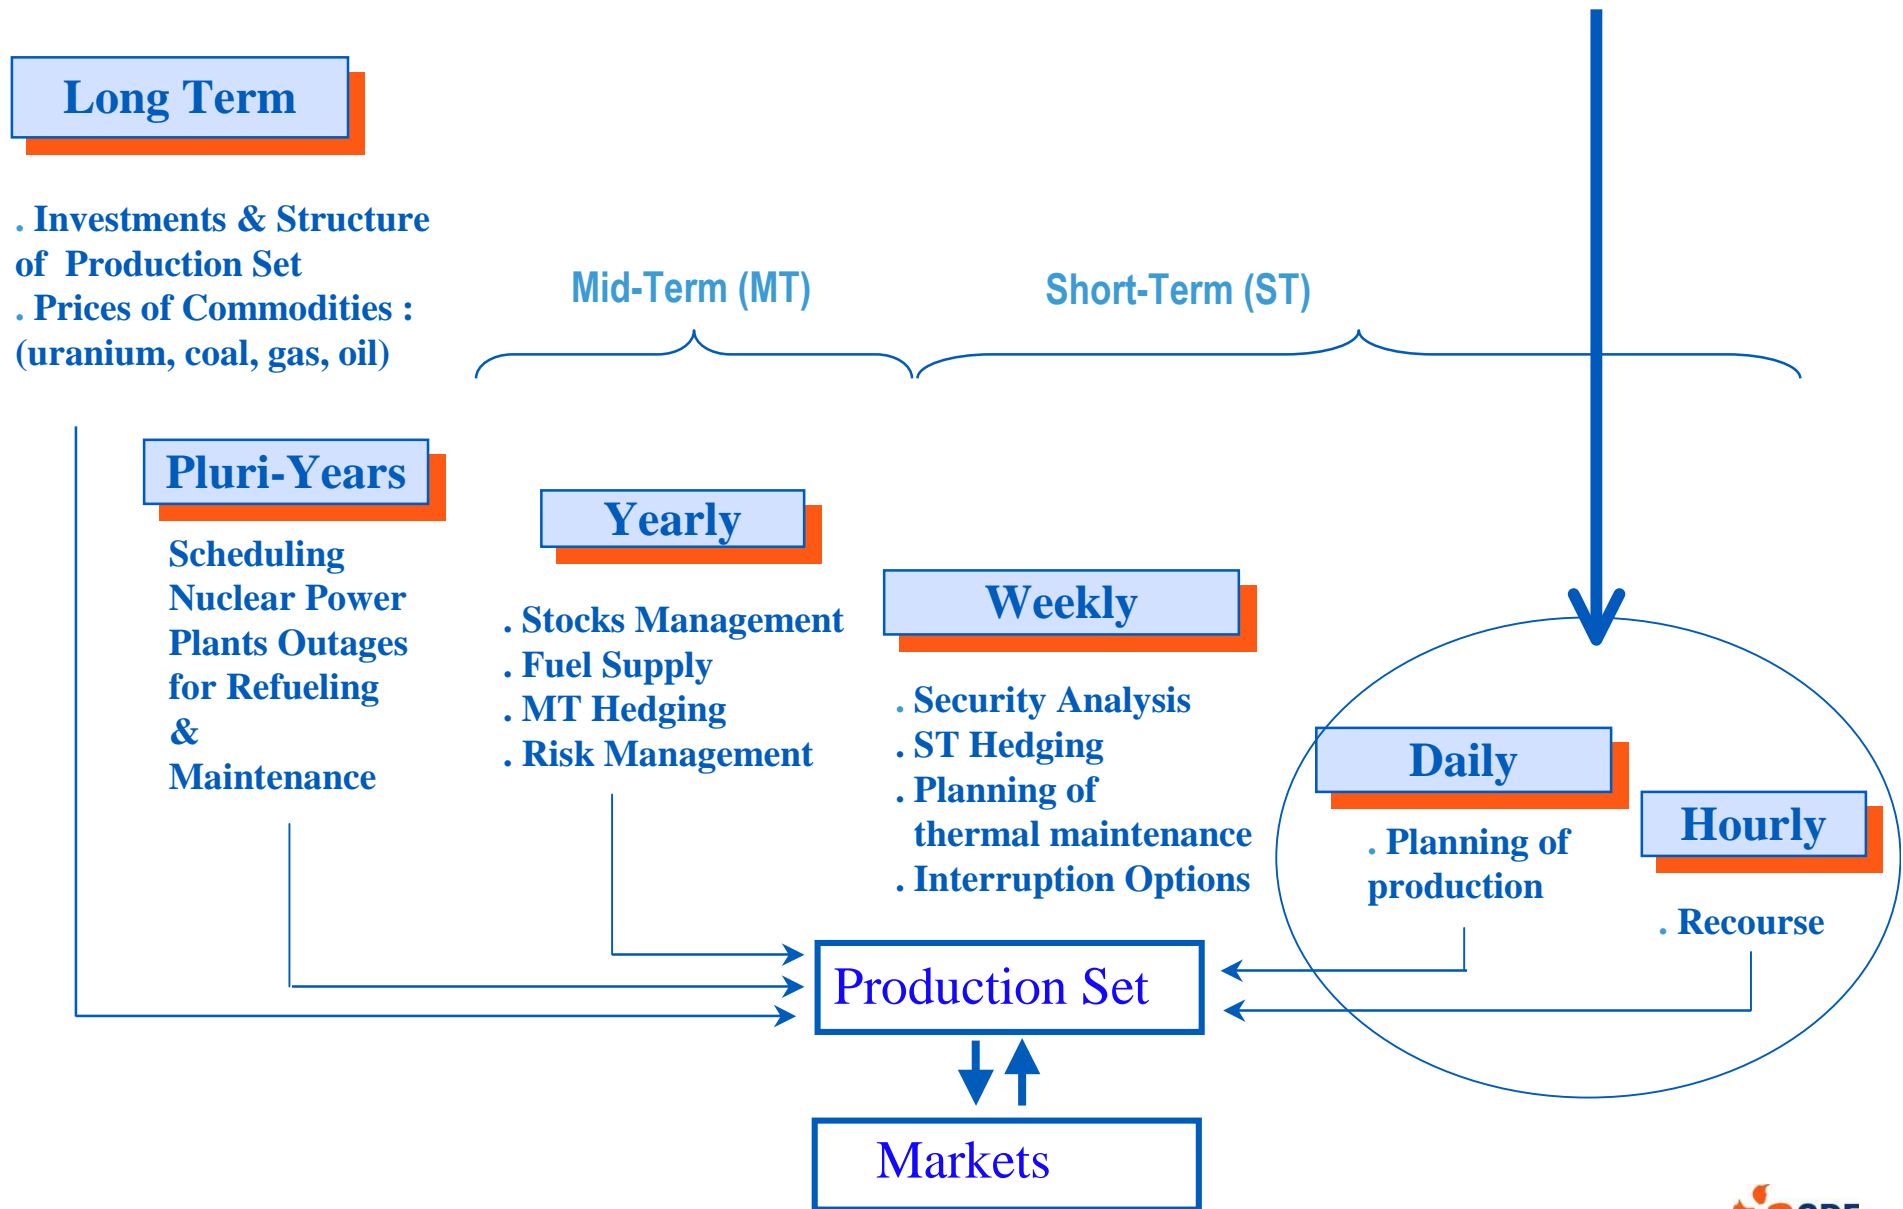 Long Term
. Investments & Structure
of Production Set
. Prices of Commodities :
(uranium, coal, gas, oil)
Mid-Term (MT)
Short-Term (ST)
Pluri-Years
Scheduling
Nuclear Power
Plants Outages
for Refueling
&
Maintenance
Yearly
. Stocks Management
. Fuel Supply
. MT Hedging
. Risk Management
Weekly
. Security Analysis
. ST Hedging
. Planning of
thermal maintenance
. Interruption Options
Daily
. Planning of
production
Hourly
. Recourse
Production Set
Markets